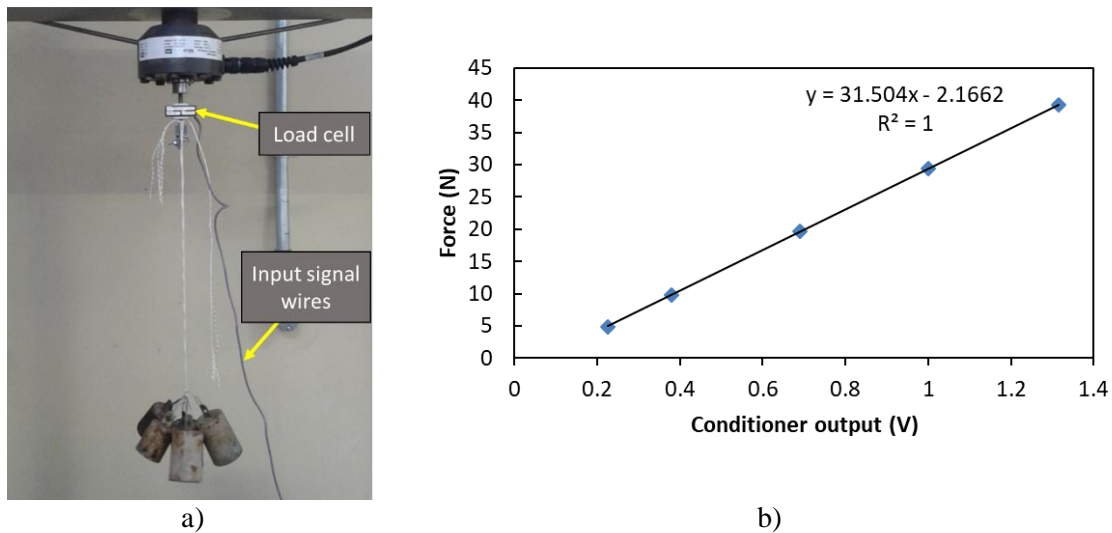 Load cell
Input signal
wires
a)
45
40
35
30
25
20
15
10
5
0
0
0.2
0.4
0.6
0.8
1
1.2
1.4
Force (N)
Conditioner output (V)
y = 31.504x - 2.1662
R² = 1
b)